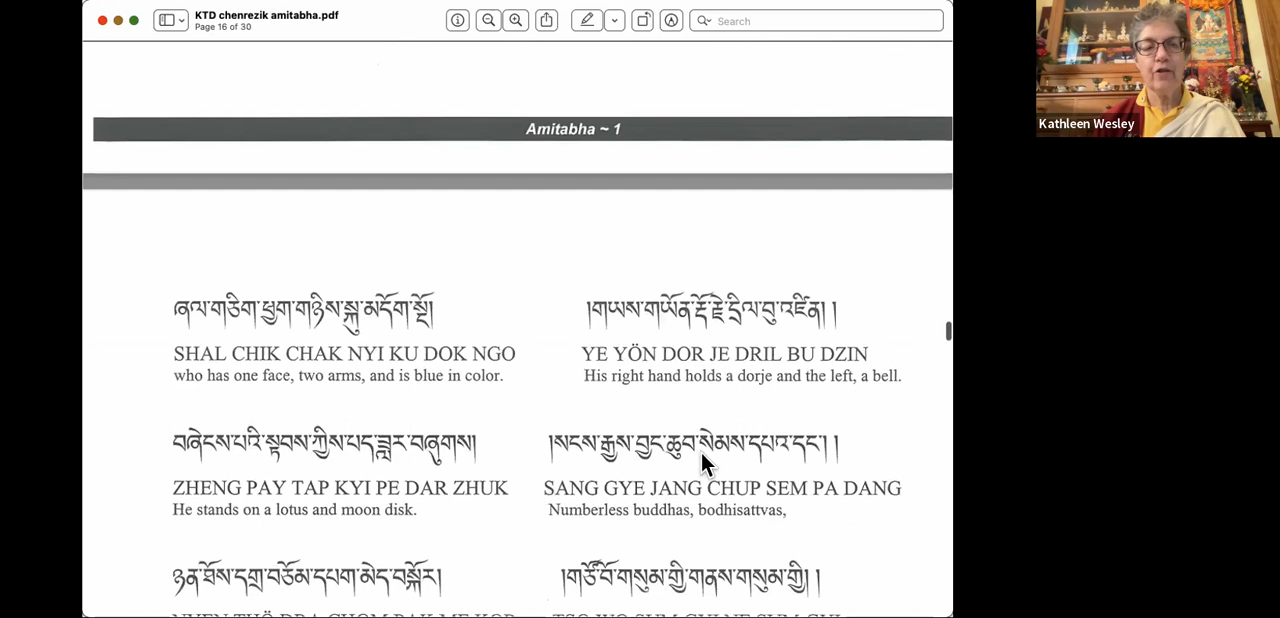 KTD chenrezik amitabha.pdf
Page 16 of 30
Search
Kathleen Wesley
Amitabha ~ 1
ཞལ་གཅིག་ཕྱག་གཉིས་སྐུ་མདོག་སྔོ། །གཡས་གཡོན་རྡོ་རྗེ་དྲིལ་བུ་འཛིན། །
SHAL CHIK CHAK NYI KU DOK NGO YE YÖN DOR JE DRIL BU DZIN
who has one face, two arms, and is blue in color. His right hand holds a dorje and the left, a bell.
བཞེངས་པའི་སྟབས་ཀྱིས་པད་ཟླར་བཞུགས། །སངས་རྒྱས་བྱང་ཆུབ་སེམས་དཔའ་དང་། །
ZHENG PAY TAP KYI PE DAR ZHUK SANG GYE JANG CHUP SEM PA DANG
He stands on a lotus and moon disk. Numberless buddhas, bodhisattvas,
ཉན་ཐོས་དགྲ་བཅོམ་དཔག་མེད་བསྐོར། །གཙོ་བོ་གསུམ་གྱི་གནས་གསུམ་གྱི། །